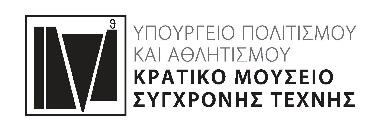 ΥΠΟΥΡΓΕΙΟ ΠΟΛΙΤΙΣΜΟΥ
ΚΑΙ ΑΘΛΗΤΙΣΜΟΥ
ΚΡΑΤΙΚΟ ΜΟΥΣΕΙΟ
ΣΥΓΧΡΟΝΗΣ ΤΕΧΝΗΣ